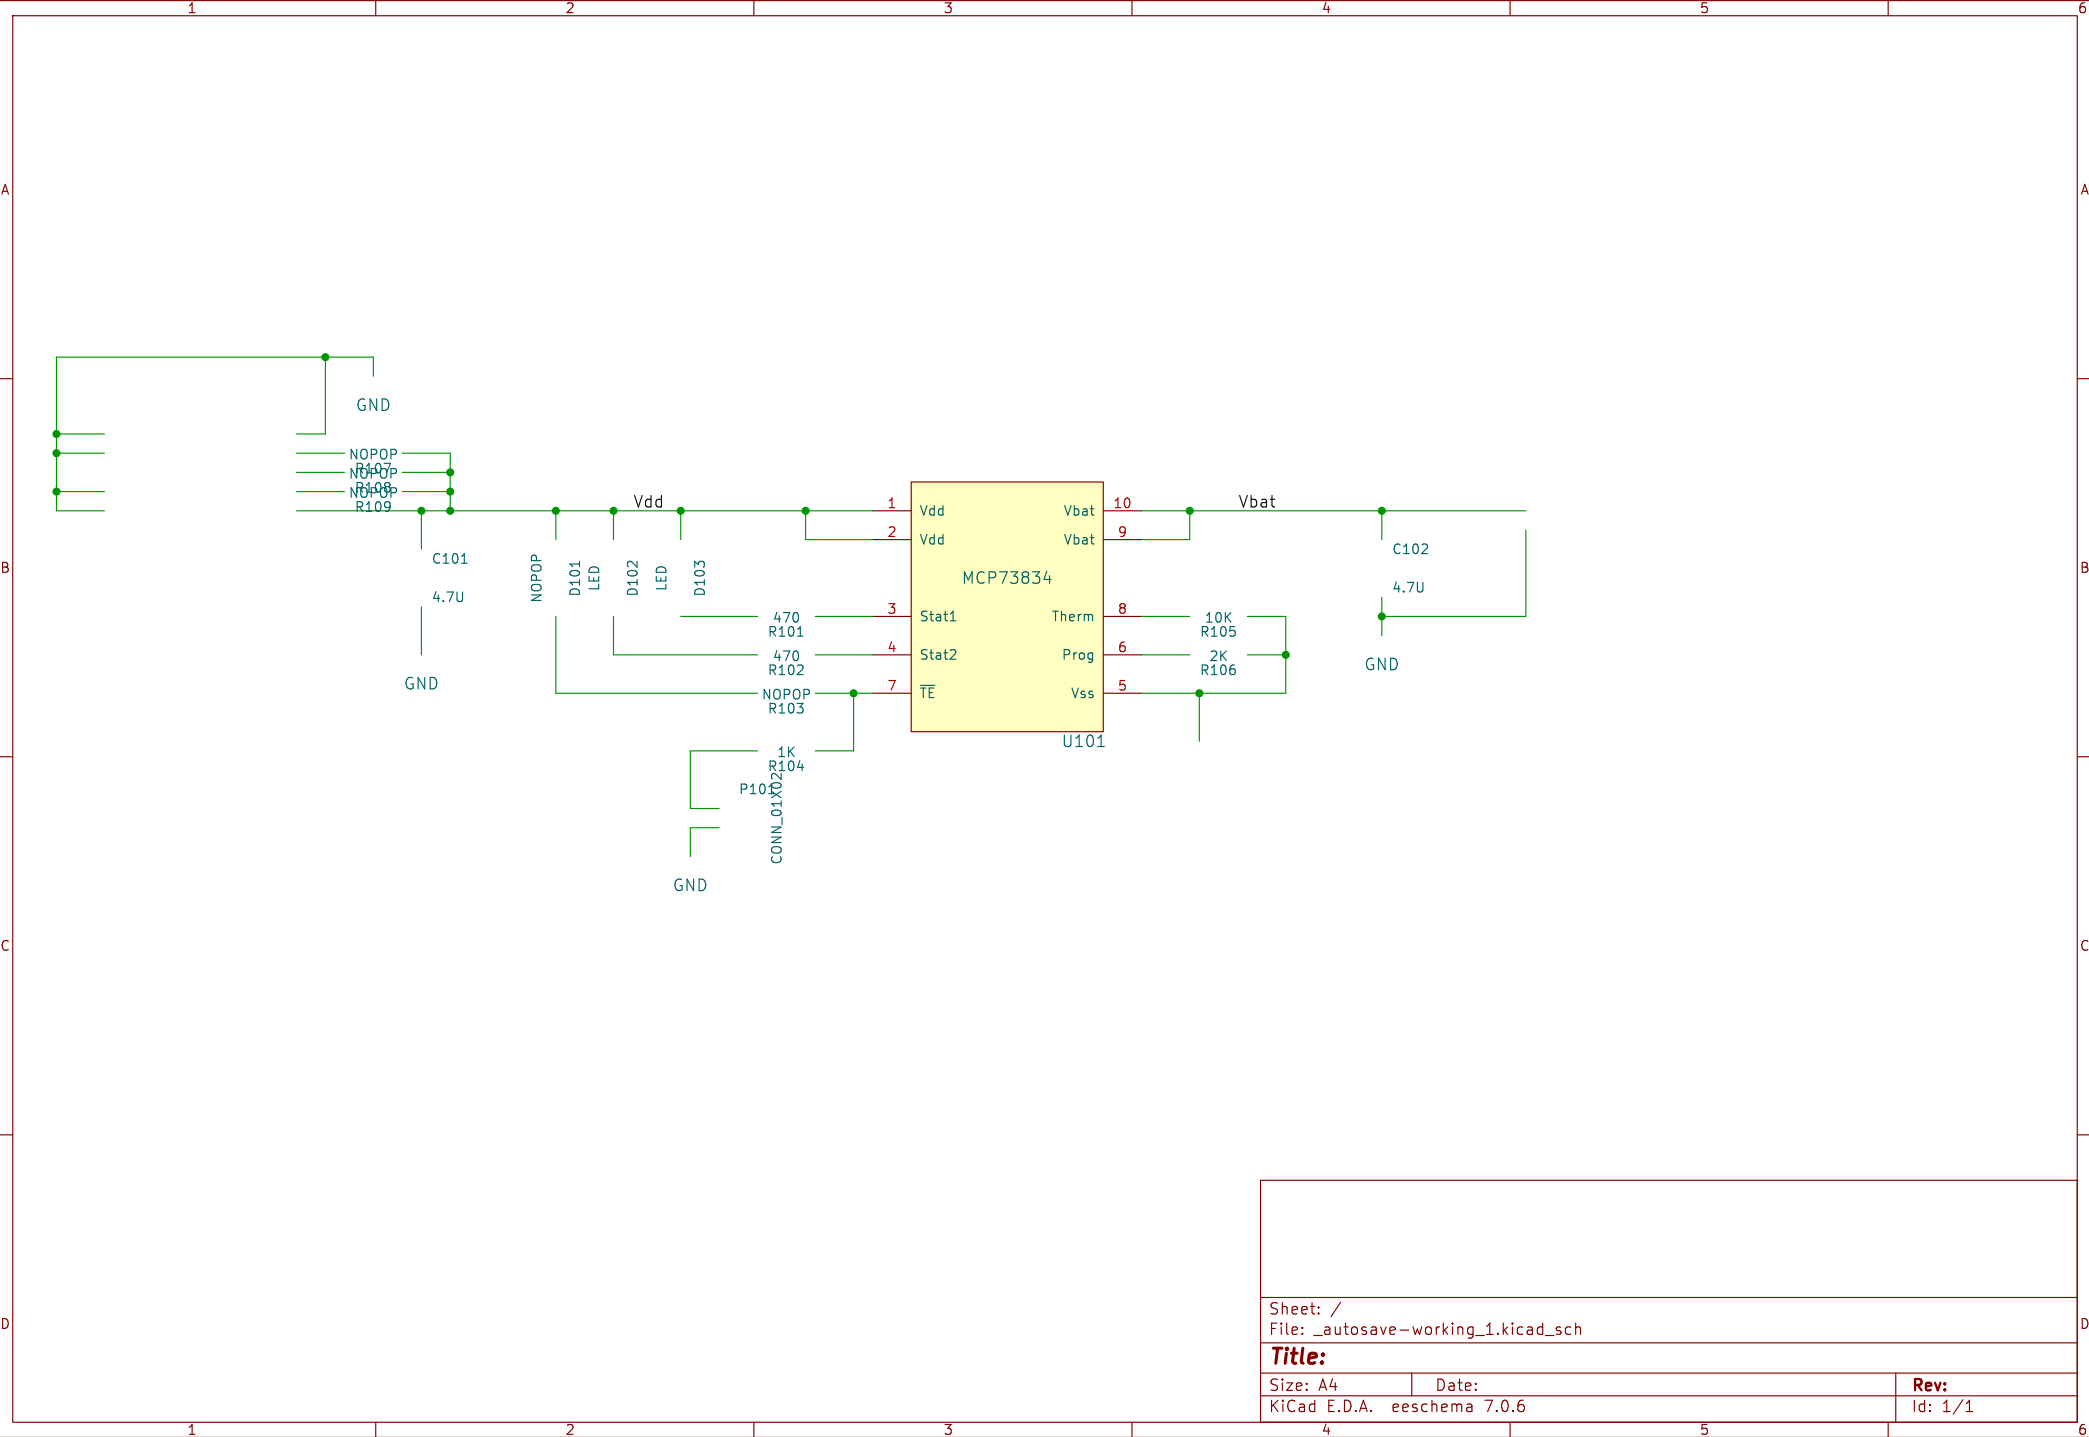 1 2 3 4 5 6
A A
GND
NOPOP
R107
NOPOP
R108
NOPOP
R109
Vdd
Vbat
C101
4.7U
GND
NOPOP
D101
LED
D102
LED
D103
470
R101
470
R102
NOPOP
R103
1K
R104
P101
CONN_01X02
GND
1 Vdd
2 Vdd
3 Stat1
4 Stat2
7 TE
MCP73834
Vbat 10
Vbat 9
Therm 8
Prog 6
Vss 5
U101
10K
R105
2K
R106
C102
4.7U
GND
B B
C C
D D
Sheet: /
File: _autosave-working_1.kicad_sch
Title:
Size: A4 Date: Rev:
KiCad E.D.A. eeschema 7.0.6 Id: 1/1
1 2 3 4 5 6